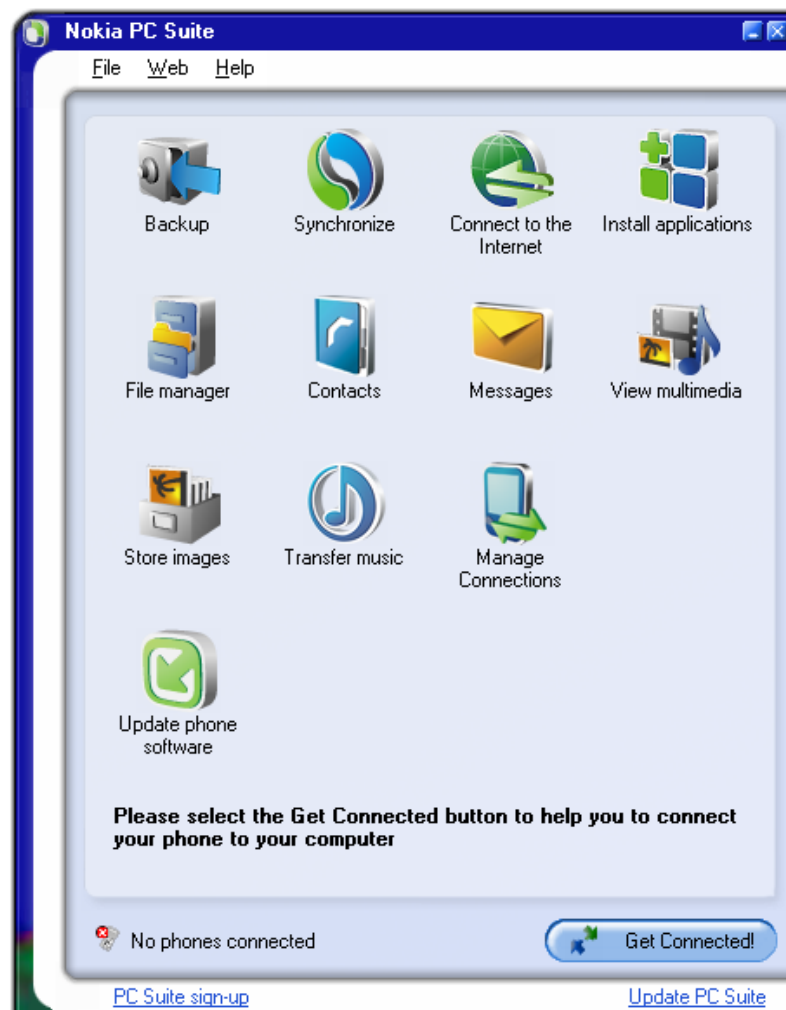 Nokia PC Suite
File Web Help
Backup
Synchronize
Connect to the
Internet
Install applications
File manager
Contacts
Messages
View multimedia
Store images
Transfer music
Manage
Connections
Update phone
software
Please select the Get Connected button to help you to connect
your phone to your computer
No phones connected
Get Connected!
PC Suite sign-up
Update PC Suite